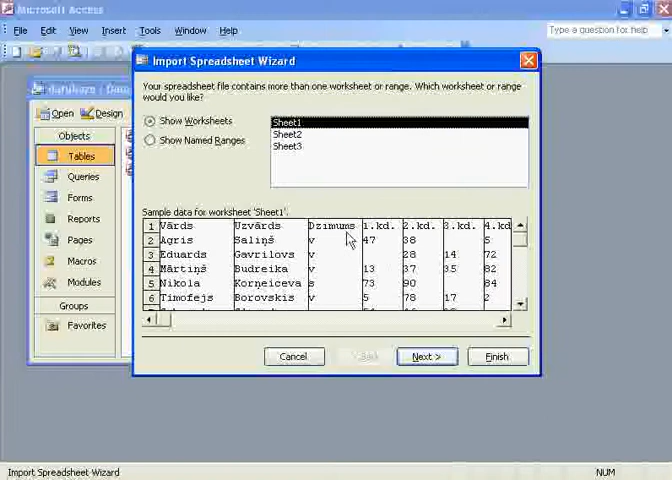 Microsoft Access
File Edit View Insert Tools Window Help
Type a question for help
Import Spreadsheet Wizard
Your spreadsheet file contains more than one worksheet or range. Which worksheet or range
would you like?
Show Worksheets
Show Named Ranges
Sheet1
Sheet2
Sheet3
Open Design
Objects
Tables
Queries
Forms
Reports
Pages
Macros
Modules
Groups
Favorites
Sample data for worksheet 'Sheet1'.
1 Vārds Uzvārds Dzimums 1.kd. 2.kd. 3.kd. 4.kd
2 Agris Saliņš v 47 38 5
3 Eduards Gavrilovs v 28 14 72
4 Mārtiņš Budreika v 13 37 35 82
5 Nikola Korņeiceva s 73 90 84
6 Timofejs Borovskis v 5 78 17 2
Cancel
Next >
Finish
Import Spreadsheet Wizard
NUM